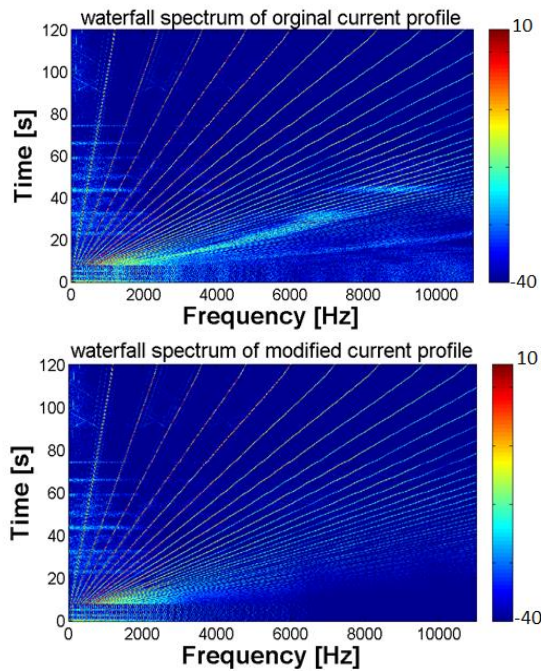 waterfall spectrum of orginal current profile
120
100
80
60
40
20
0
Time [s]
0 2000 4000 6000 8000 10000
Frequency [Hz]
10
-40
waterfall spectrum of modified current profile
120
100
80
60
40
20
0
Time [s]
0 2000 4000 6000 8000 10000
Frequency [Hz]
10
-40